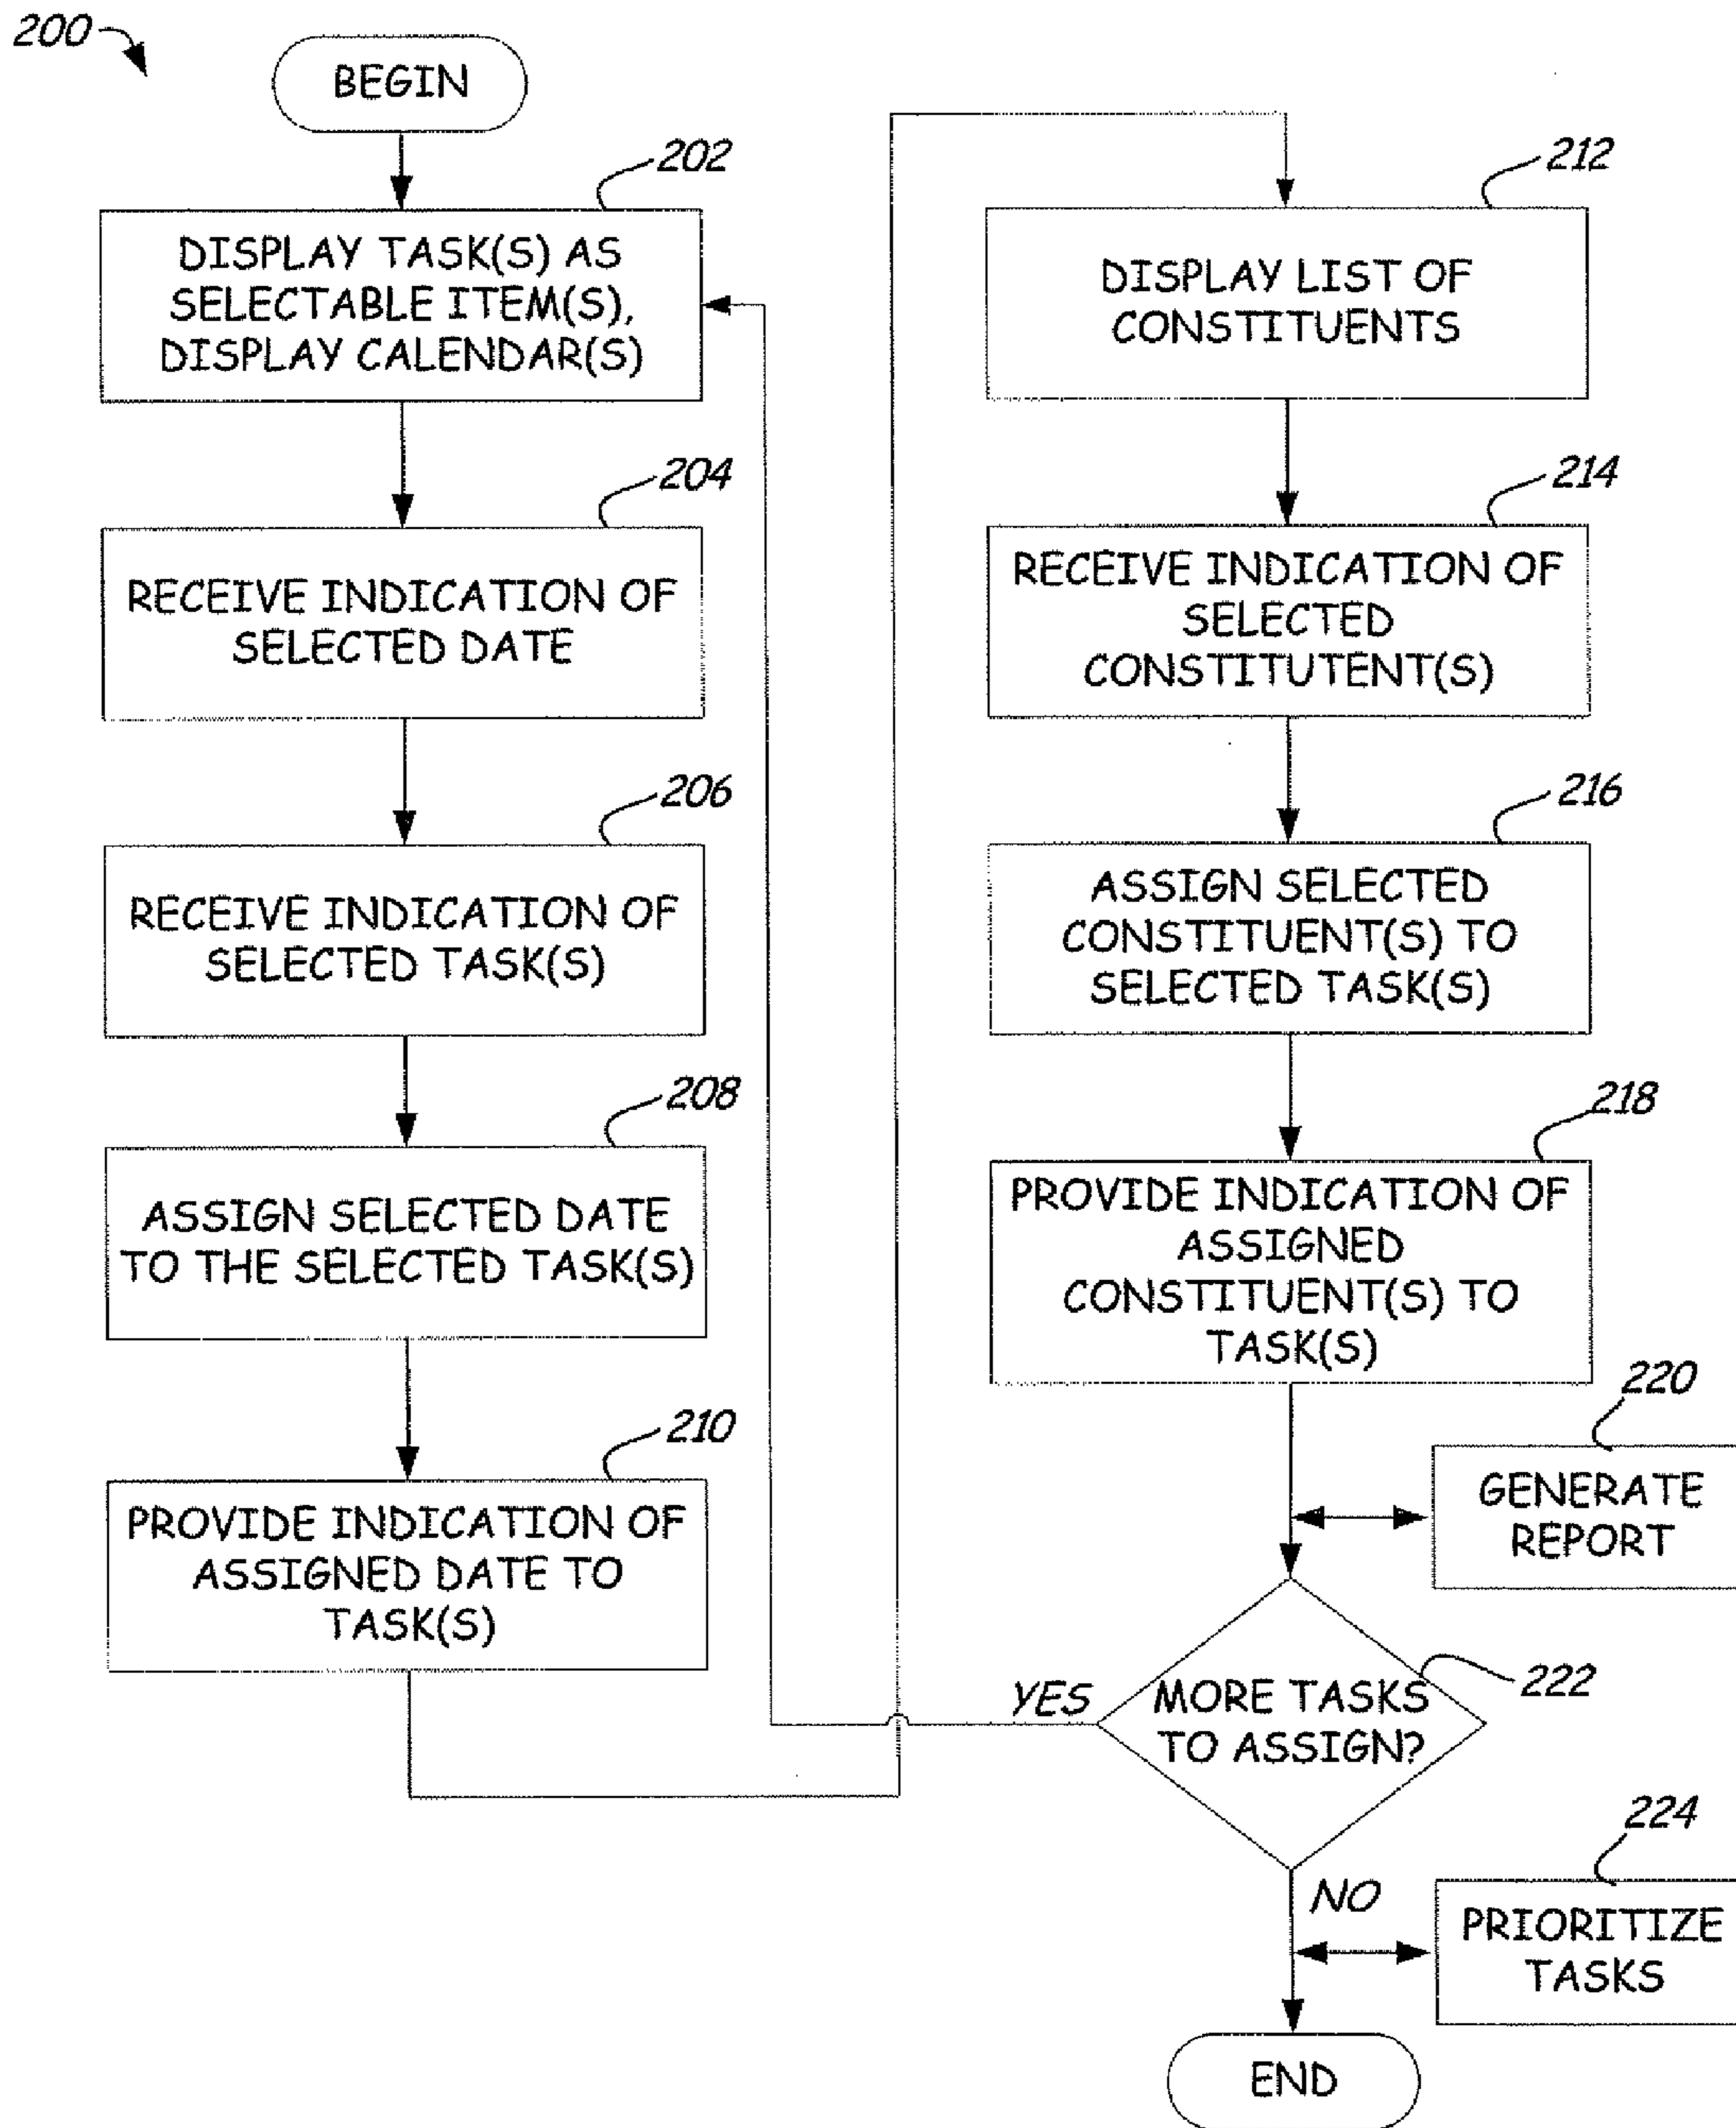 200
BEGIN
202
DISPLAY TASK(S) AS
SELECTABLE ITEM(S),
DISPLAY CALENDAR(S)
204
RECEIVE INDICATION OF
SELECTED DATE
206
RECEIVE INDICATION OF
SELECTED TASK(S)
208
ASSIGN SELECTED DATE
TO THE SELECTED TASK(S)
210
PROVIDE INDICATION OF
ASSIGNED DATE TO
TASK(S)
212
DISPLAY LIST OF
CONSTITUENTS
214
RECEIVE INDICATION OF
SELECTED
CONSTITUTENT(S)
216
ASSIGN SELECTED
CONSTITUENT(S) TO
SELECTED TASK(S)
218
PROVIDE INDICATION OF
ASSIGNED
CONSTITUENT(S) TO
TASK(S)
220
GENERATE
REPORT
222
MORE TASKS
TO ASSIGN?
YES
NO
224
PRIORITIZE
TASKS
END